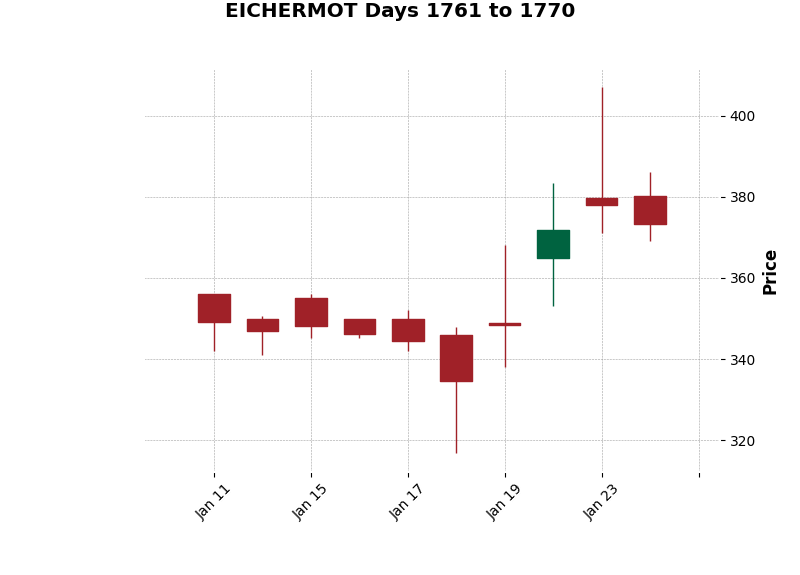 EICHERMOT Days 1761 to 1770
400
380
360
340
320
Price
Jan 11
Jan 15
Jan 17
Jan 19
Jan 23